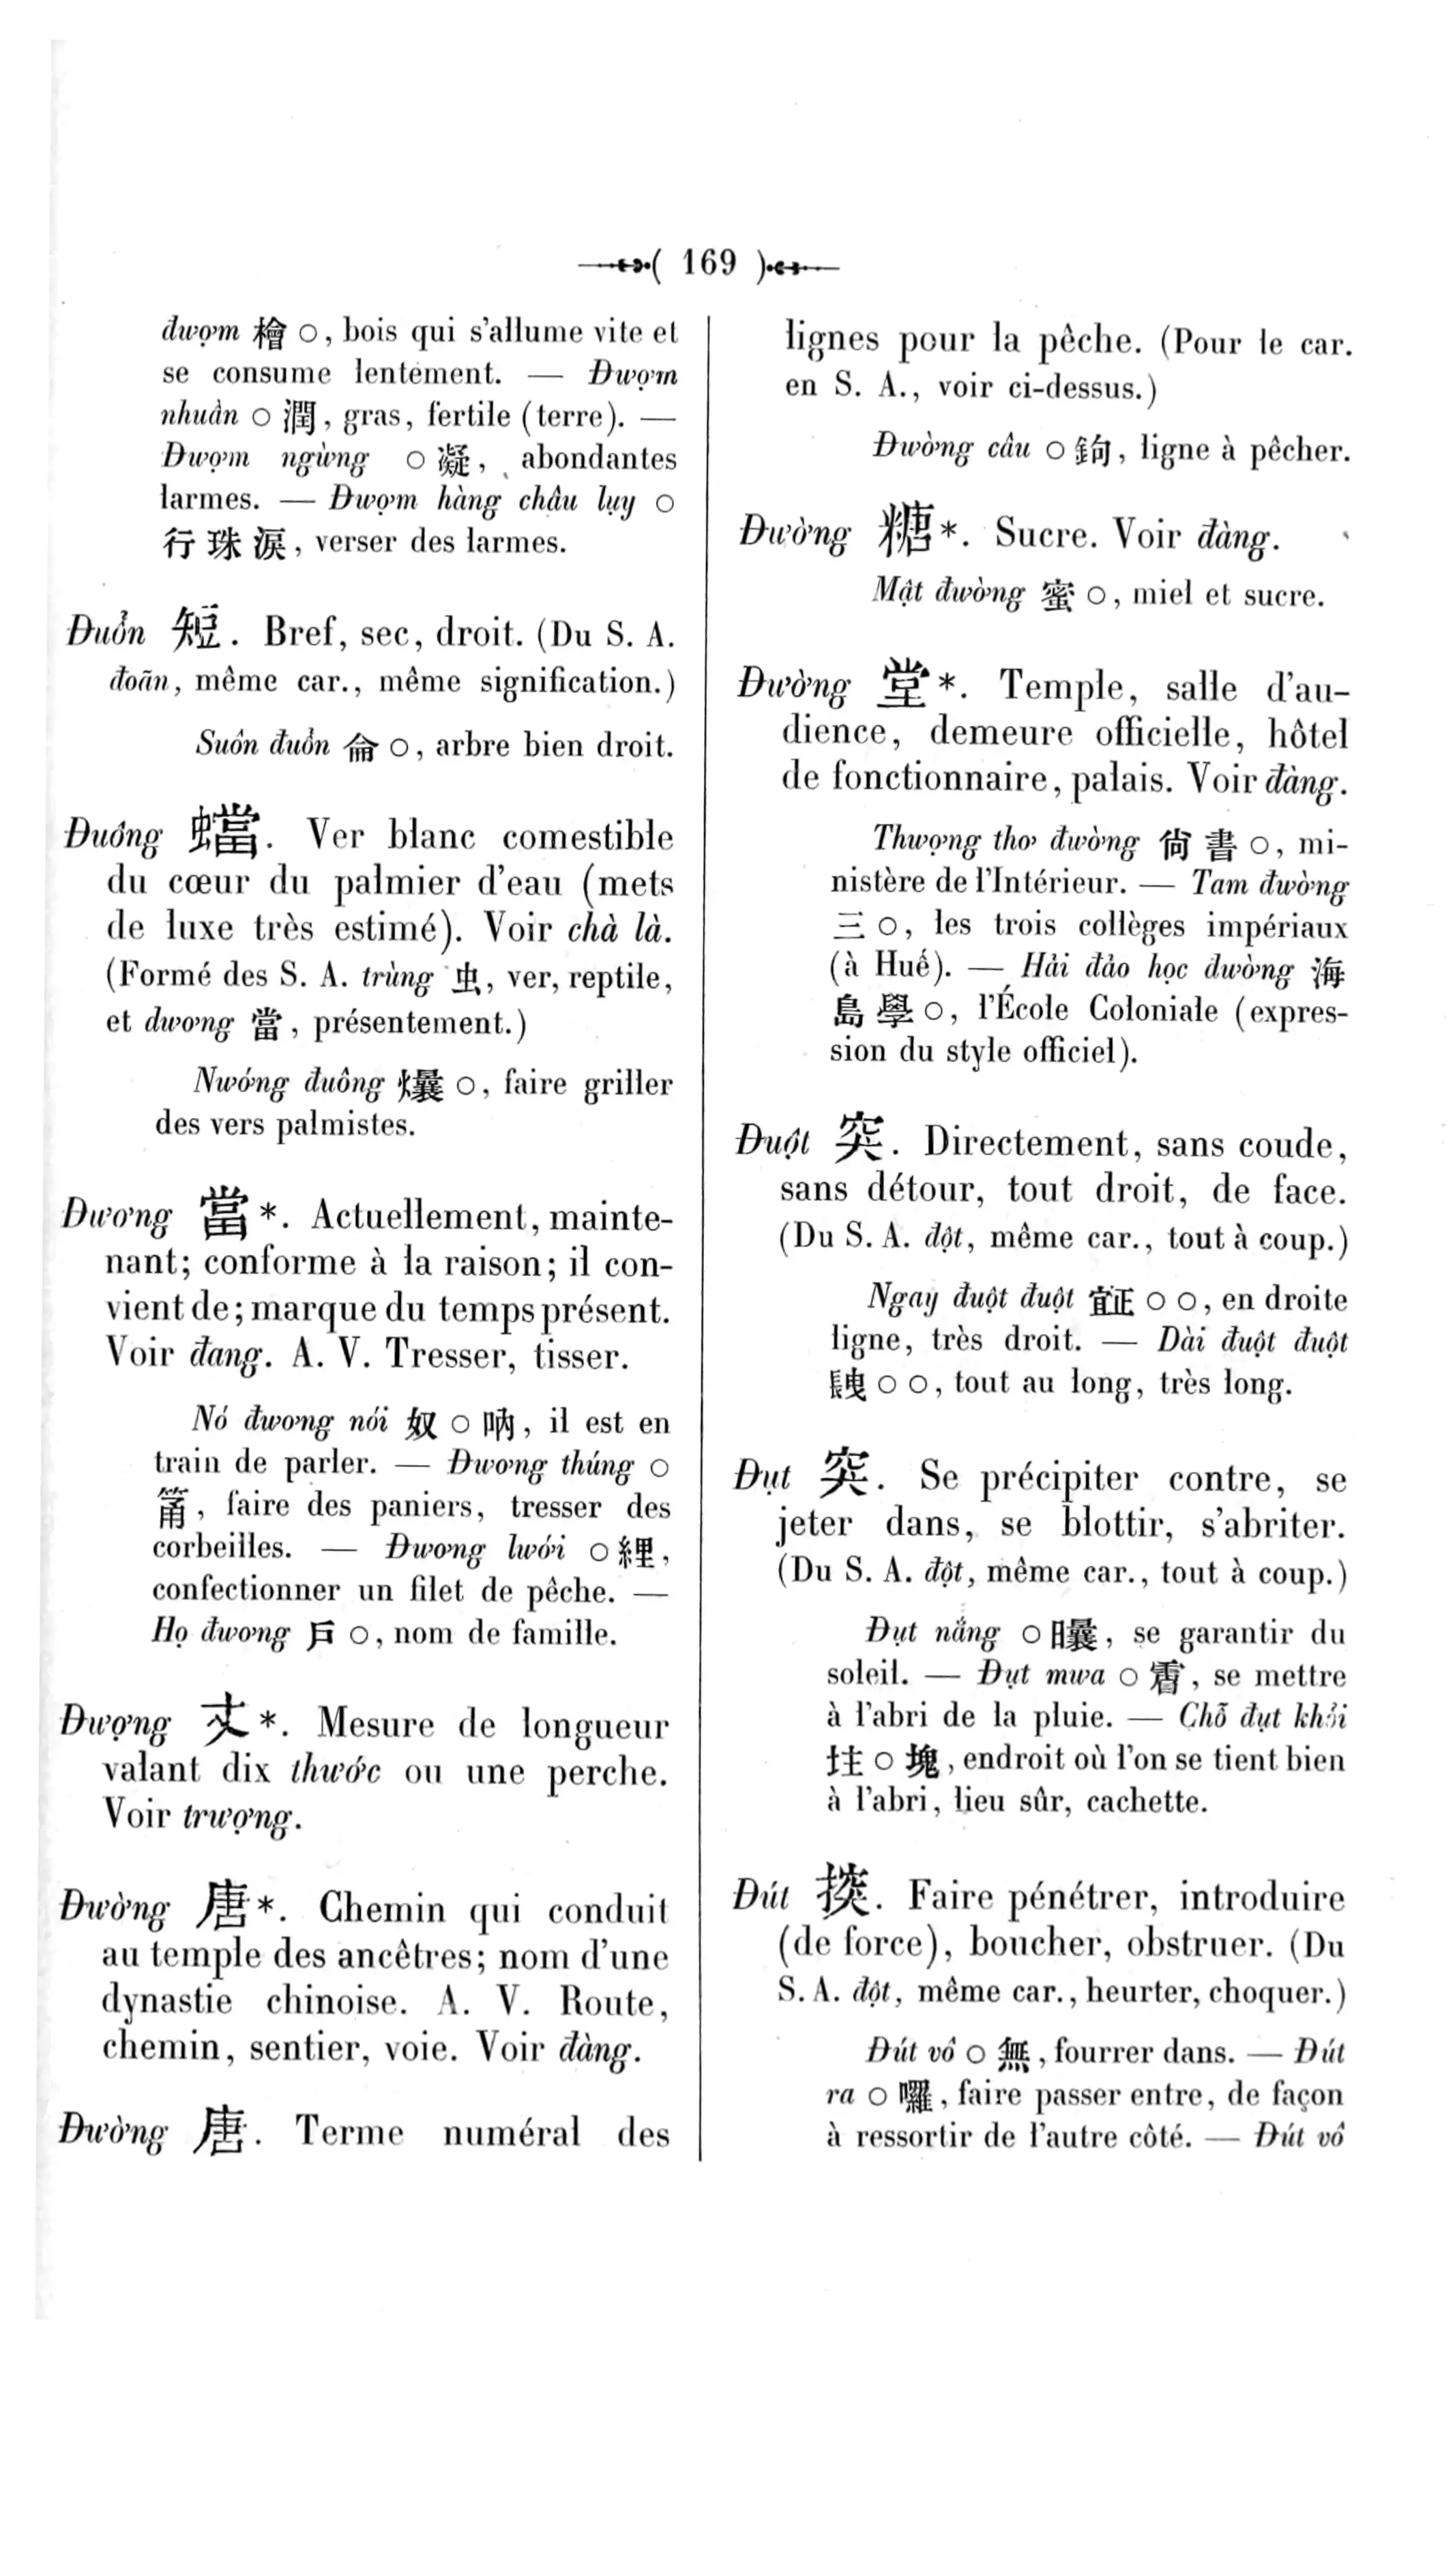 ( 169 )
đượm 檜 ○, bois qui s'allume vite et
se consume lentement. — Đượm
nhuần ○ 潤, gras, fertile (terre). —
Đượm ngừng ○ 凝, abondantes
larmes. — Đượm hàng châu lụy ○
行 珠 淚, verser des larmes.
Đuổn 短. Bref, sec, droit. (Du S. A.
đoãn, même car., même signification.)
Suôn đuổn 侖 ○, arbre bien droit.
Đuông 蟷. Ver blanc comestible
du cœur du palmier d'eau (mets
de luxe très estimé). Voir chà là.
(Formé des S. A. trùng 虫, ver, reptile,
et đương 當, présentement.)
Nướng đuông 爙 ○, faire griller
des vers palmistes.
Đương 當*. Actuellement, mainte-
nant; conforme à la raison; il con-
vient de; marque du temps présent.
Voir đang. A. V. Tresser, tisser.
Nó đương nói 奴 ○ 吶, il est en
train de parler. — Đương thúng ○
筩, faire des paniers, tresser des
corbeilles. — Đương lưới ○ 䋥,
confectionner un filet de pêche. —
Họ đương 戶 ○, nom de famille.
Đượng 丈*. Mesure de longueur
valant dix thước ou une perche.
Voir trượng.
Đường 唐*. Chemin qui conduit
au temple des ancêtres; nom d'une
dynastie chinoise. A. V. Route,
chemin, sentier, voie. Voir đàng.
Đường 唐. Terme numéral des
lignes pour la pêche. (Pour le car.
en S. A., voir ci-dessus.)
Đường câu ○ 鉤, ligne à pêcher.
Đường 糖*. Sucre. Voir đàng.
Mật đường 蜜 ○, miel et sucre.
Đường 堂*. Temple, salle d'au-
dience, demeure officielle, hôtel
de fonctionnaire, palais. Voir đàng.
Thượng thơ đường 尙 書 ○, mi-
nistère de l'Intérieur. — Tam đường
三 ○, les trois collèges impériaux
(à Huế). — Hải đảo học đường 海
島 學 ○, l'École Coloniale (expres-
sion du style officiel).
Đuột 突. Directement, sans coude,
sans détour, tout droit, de face.
(Du S. A. đột, même car., tout à coup.)
Ngay đuột đuột ○ ○, en droite
ligne, très droit. — Dài đuột đuột
○ ○, tout au long, très long.
Đụt 突. Se précipiter contre, se
jeter dans, se blottir, s'abriter.
(Du S. A. đột, même car., tout à coup.)
Đụt nắng ○ 曩, se garantir du
soleil. — Đụt mưa ○, se mettre
à l'abri de la pluie. — Chỗ đụt khỏi
拄 ○ 塊, endroit où l'on se tient bien
à l'abri, lieu sûr, cachette.
Đút 揬. Faire pénétrer, introduire
(de force), boucher, obstruer. (Du
S. A. đột, même car., heurter, choquer.)
Đút vô ○ 無, fourrer dans. — Đút
ra ○ 囉, faire passer entre, de façon
à ressortir de l'autre côté. — Đút vô